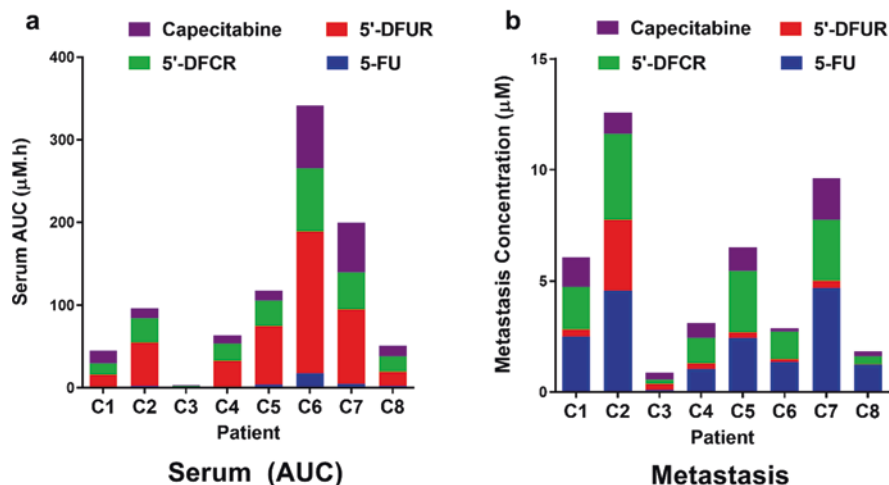 a
Capecitabine
5'-DFUR
5'-DFCR
5-FU
400
300
200
100
0
Serum AUC (μM.h)
C1 C2 C3 C4 C5 C6 C7 C8
Patient
Serum (AUC)
b
Capecitabine
5'-DFUR
5'-DFCR
5-FU
15
10
5
0
Metastasis Concentration (μM)
C1 C2 C3 C4 C5 C6 C7 C8
Patient
Metastasis